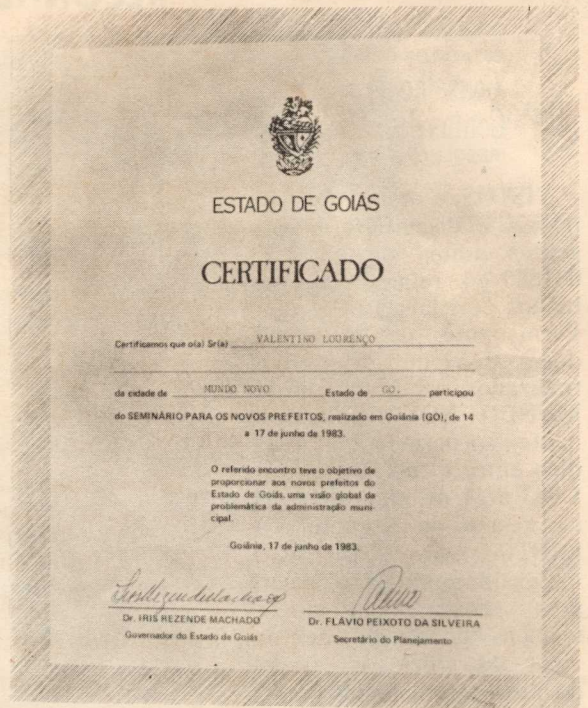 ESTADO DE GOIÁS
CERTIFICADO
Certificamos que o(a) Sr(a) VALENTINO LOURENÇO
da cidade de MUNDO NOVO Estado de GO. participou
do SEMINÁRIO PARA OS NOVOS PREFEITOS, realizado em Goiânia (GO), de 14
a 17 de junho de 1983.
O referido encontro teve o objetivo de
proporcionar aos novos prefeitos do
Estado de Goiás, uma visão global da
problemática da administração muni-
cipal.
Goiânia, 17 de junho de 1983.
Dr. IRIS REZENDE MACHADO
Governador do Estado de Goiás
Dr. FLÁVIO PEIXOTO DA SILVEIRA
Secretário do Planejamento